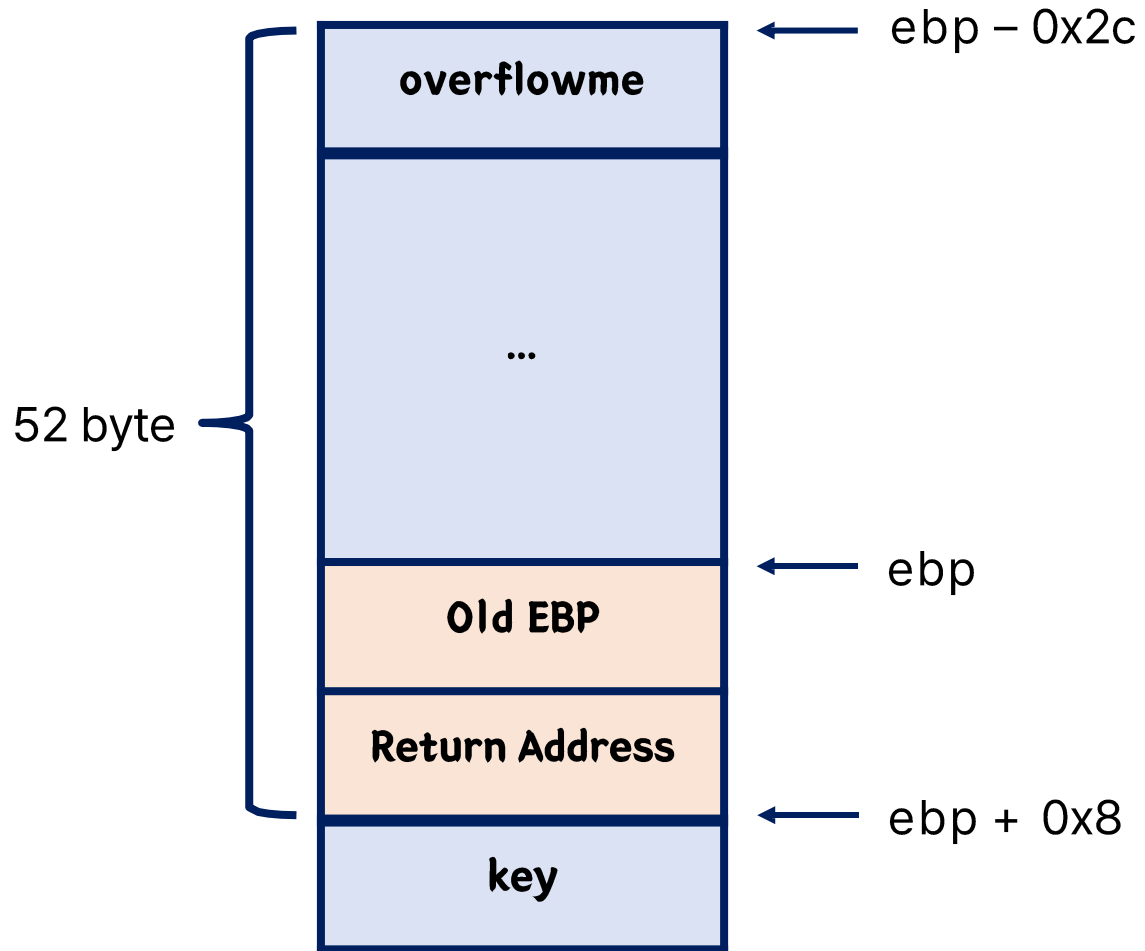 ebp – 0x2c
overflowme
...
52 byte
ebp
Old EBP
Return Address
ebp + 0x8
key